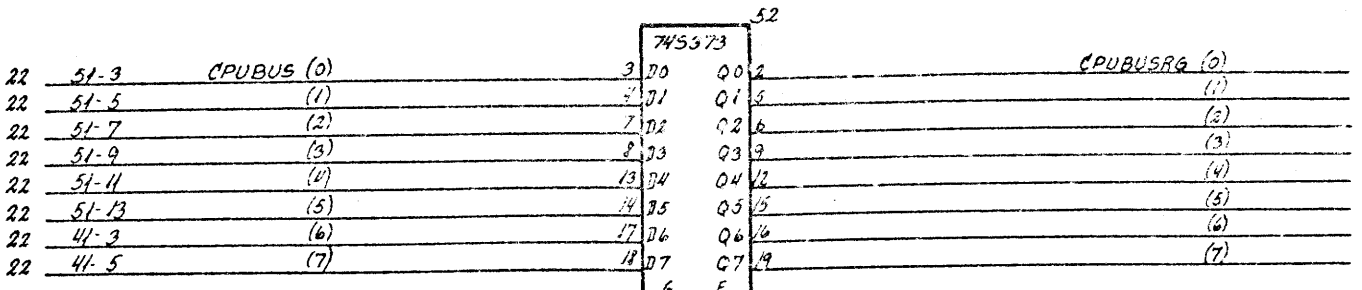 52
74S373
22 51-3 CPUBUS (0) 3 D0 Q0 2 CPUBUSRG (0)
22 51-5 (1) 4 D1 Q1 5 (1)
22 51-7 (2) 7 D2 Q2 6 (2)
22 51-9 (3) 8 D3 Q3 9 (3)
22 51-11 (4) 13 D4 Q4 12 (4)
22 51-13 (5) 14 D5 Q5 15 (5)
22 41-3 (6) 17 D6 Q6 16 (6)
22 41-5 (7) 18 D7 Q7 19 (7)